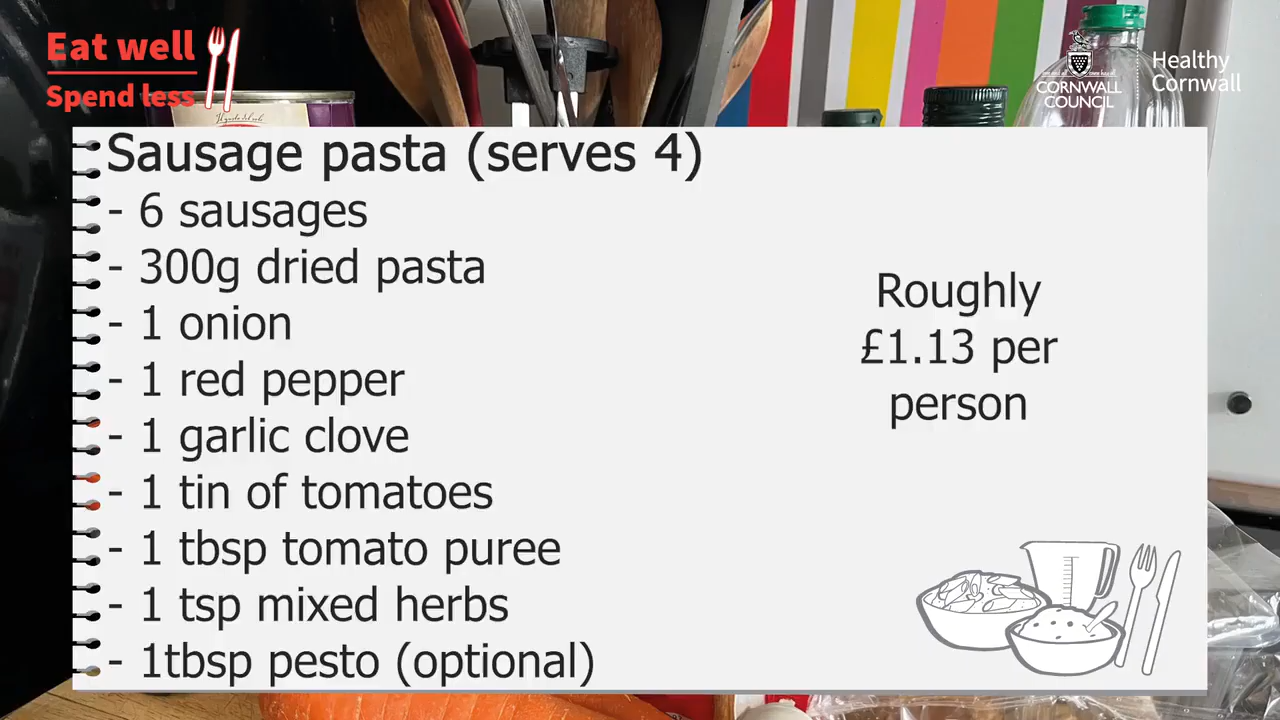 Eat well
Spend less
CORNWALL
COUNCIL
Healthy
Cornwall
Sausage pasta (serves 4)
- 6 sausages
- 300g dried pasta
- 1 onion
- 1 red pepper
- 1 garlic clove
- 1 tin of tomatoes
- 1 tbsp tomato puree
- 1 tsp mixed herbs
- 1tbsp pesto (optional)
Roughly
£1.13 per
person